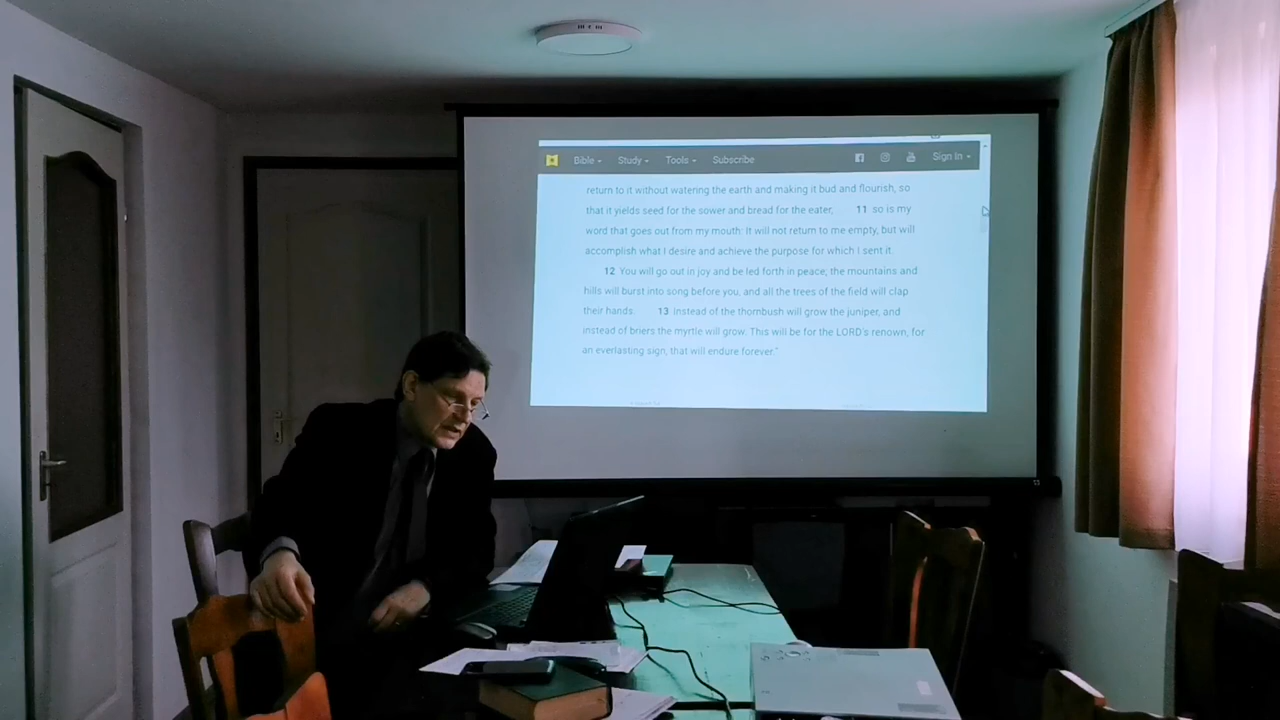 Bible Study Tools Subscribe Sign In
return to it without watering the earth and making it bud and flourish, so
that it yields seed for the sower and bread for the eater, 11 so is my
word that goes out from my mouth: It will not return to me empty, but will
accomplish what I desire and achieve the purpose for which I sent it.
12 You will go out in joy and be led forth in peace; the mountains and
hills will burst into song before you, and all the trees of the field will clap
their hands. 13 Instead of the thornbush will grow the juniper, and
instead of briers the myrtle will grow. This will be for the LORD's renown, for
an everlasting sign, that will endure forever."